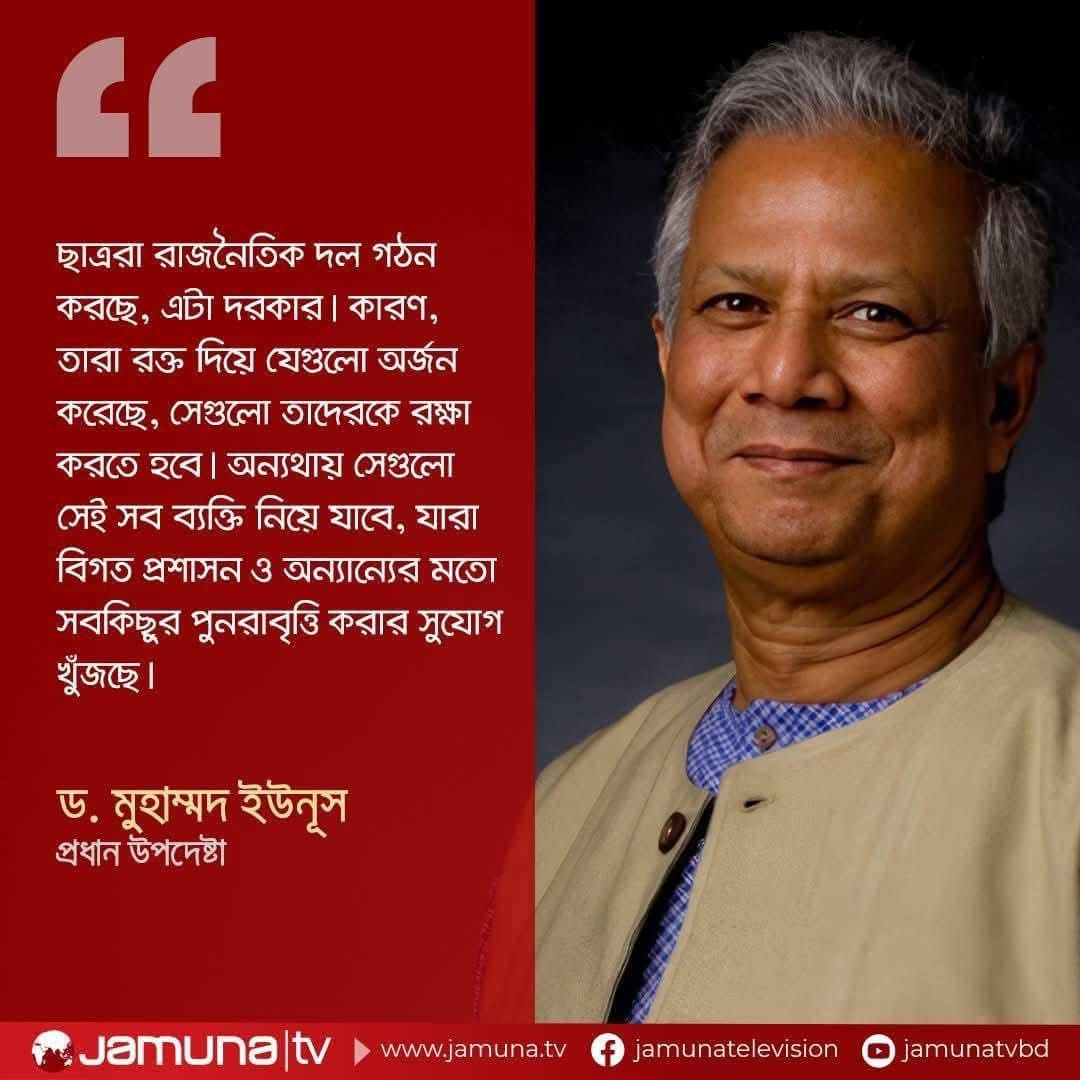 ছাত্ররা রাজনৈতিক দল গঠন
করছে, এটা দরকার। কারণ,
তারা রক্ত দিয়ে যেগুলো অর্জন
করেছে, সেগুলো তাদেরকে রক্ষা
করতে হবে। অন্যথায় সেগুলো
সেই সব ব্যক্তি নিয়ে যাবে, যারা
বিগত প্রশাসন ও অন্যান্যের মতো
সবকিছুর পুনরাবৃত্তি করার সুযোগ
খুঁজছে।
ড. মুহাম্মদ ইউনূস
প্রধান উপদেষ্টা
Jamuna|tv www.jamuna.tv jamunatelevision jamunatvbd